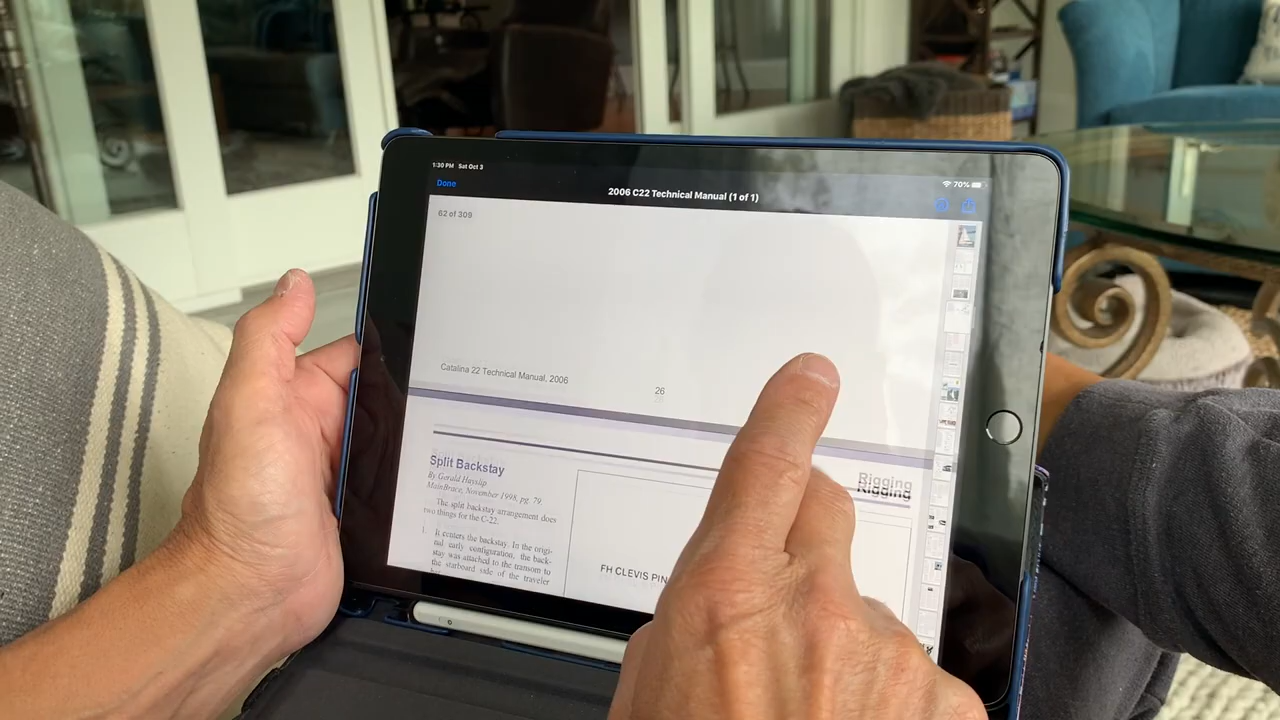 1:30 PM Sat Oct 3
70%
Done
2006 C22 Technical Manual (1 of 1)
62 of 309
Catalina 22 Technical Manual, 2006
26
Rigging
Split Backstay
By Gerald Hayslip
MainBrace, November 1998, pg. 79
The split backstay arrangement does
two things for the C-22.
1. It centers the backstay. In the origi-
nal early configuration, the back-
stay was attached to the transom to
the starboard side of the traveler
FH CLEVIS PIN